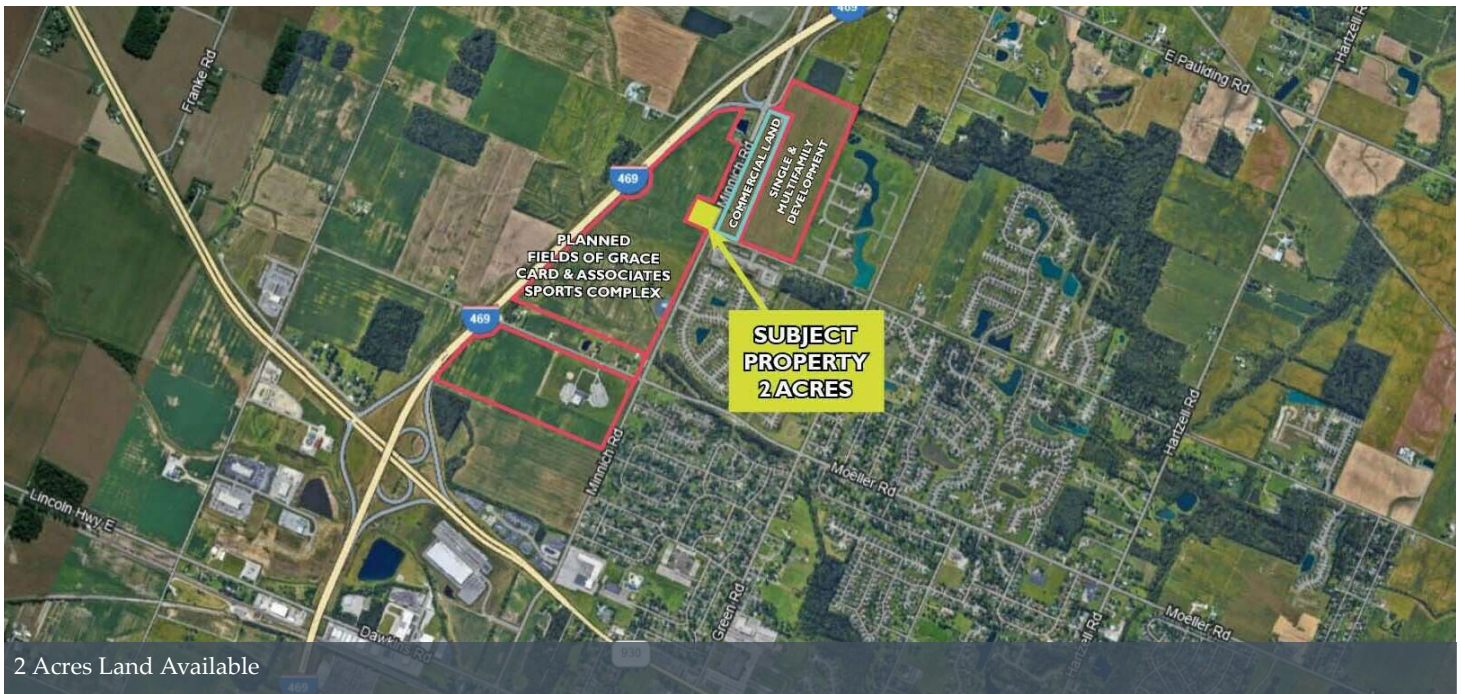 469
Franke Rd
Hartzell R
E Paulding Rd
469
Minnich Rd
COMMERCIAL LAND
SINGLE &
MULTIFAMILY
DEVELOPMENT
PLANNED
FIELDS OF GRACE
CARD & ASSOCIATES
SPORTS COMPLEX
469
SUBJECT
PROPERTY
2 ACRES
Hartzell Rd
Minnich Rd
Moeller Rd
Lincoln Hwy E
Green Rd
Moeller Rd
Hartzell Rd
Dawkins Rd
930
2 Acres Land Available
469